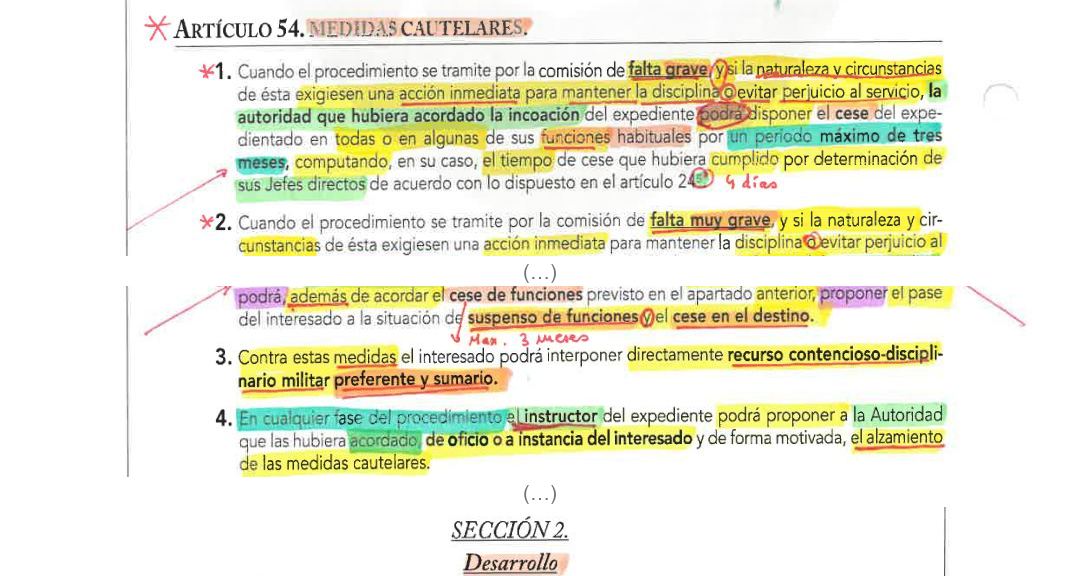 * ARTÍCULO 54. MEDIDAS CAUTELARES.
*1. Cuando el procedimiento se tramite por la comisión de falta grave y si la naturaleza y circunstancias
de ésta exigiesen una acción inmediata para mantener la disciplina o evitar perjuicio al servicio, la
autoridad que hubiera acordado la incoación del expediente podrá disponer el cese del expe-
dientado en todas o en algunas de sus funciones habituales por un periodo máximo de tres
meses, computando, en su caso, el tiempo de cese que hubiera cumplido por determinación de
sus Jefes directos de acuerdo con lo dispuesto en el artículo 24. 4 días
*2. Cuando el procedimiento se tramite por la comisión de falta muy grave, y si la naturaleza y cir-
cunstancias de ésta exigiesen una acción inmediata para mantener la disciplina o evitar perjuicio al
(...)
podrá, además de acordar el cese de funciones previsto en el apartado anterior, proponer el pase
del interesado a la situación de suspenso de funciones y el cese en el destino.
Max. 3 meses
3. Contra estas medidas el interesado podrá interponer directamente recurso contencioso-discipli-
nario militar preferente y sumario.
4. En cualquier fase del procedimiento el instructor del expediente podrá proponer a la Autoridad
que las hubiera acordado, de oficio o a instancia del interesado y de forma motivada, el alzamiento
de las medidas cautelares.
(...)
SECCIÓN 2.
Desarrollo